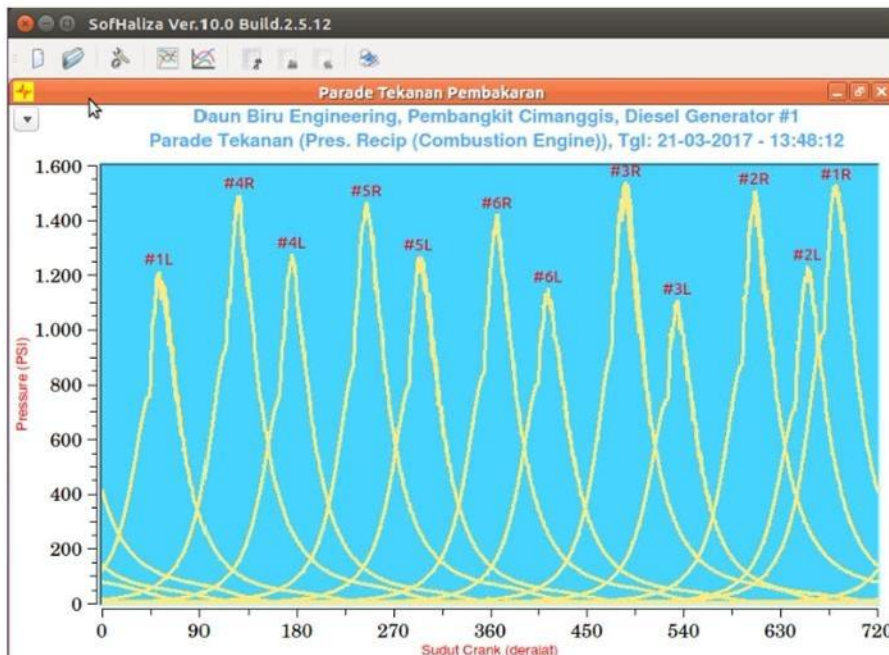 SofHaliza Ver.10.0 Build.2.5.12
Parade Tekanan Pembakaran
Daun Biru Engineering, Pembangkit Cimanggis, Diesel Generator #1
Parade Tekanan (Pres. Recip (Combustion Engine)), Tgl: 21-03-2017 - 13:48:12
1.600
1.400
1.200
1.000
800
600
400
200
0
Pressure (PSI)
#1L
#4R
#4L
#5R
#5L
#6R
#6L
#3R
#3L
#2R
#2L
#1R
0 90 180 270 360 450 540 630 720
Sudut Crank (derajat)